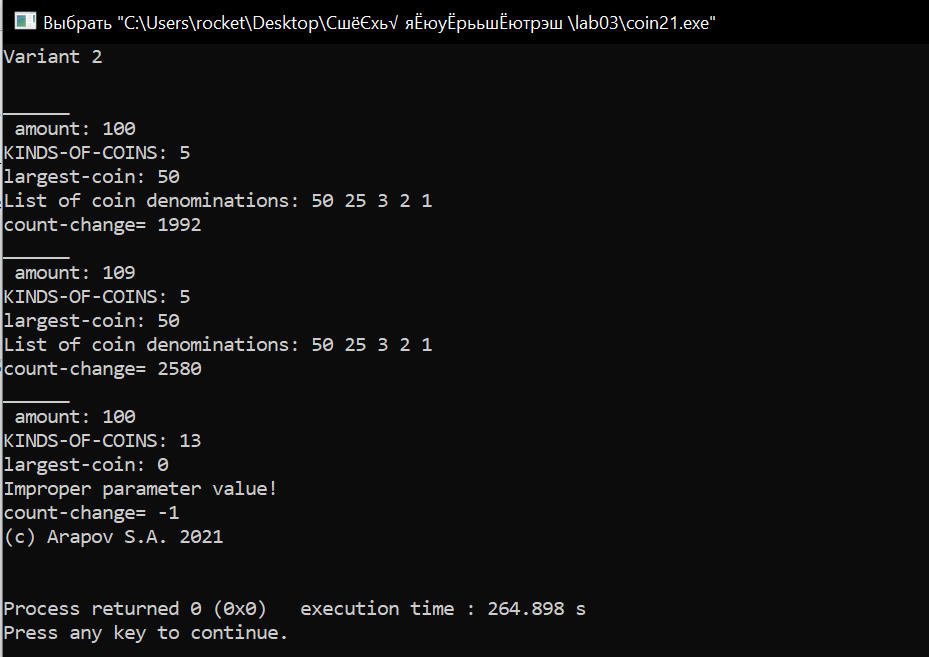 Выбрать "C:\Users\rocket\Desktop\СшёЄхь√ яЁюуЁрььшЁютрэш \lab03\coin21.exe"
Variant 2
______
amount: 100
KINDS-OF-COINS: 5
largest-coin: 50
List of coin denominations: 50 25 3 2 1
count-change= 1992
______
amount: 109
KINDS-OF-COINS: 5
largest-coin: 50
List of coin denominations: 50 25 3 2 1
count-change= 2580
______
amount: 100
KINDS-OF-COINS: 13
largest-coin: 0
Improper parameter value!
count-change= -1
(c) Arapov S.A. 2021
Process returned 0 (0x0)   execution time : 264.898 s
Press any key to continue.